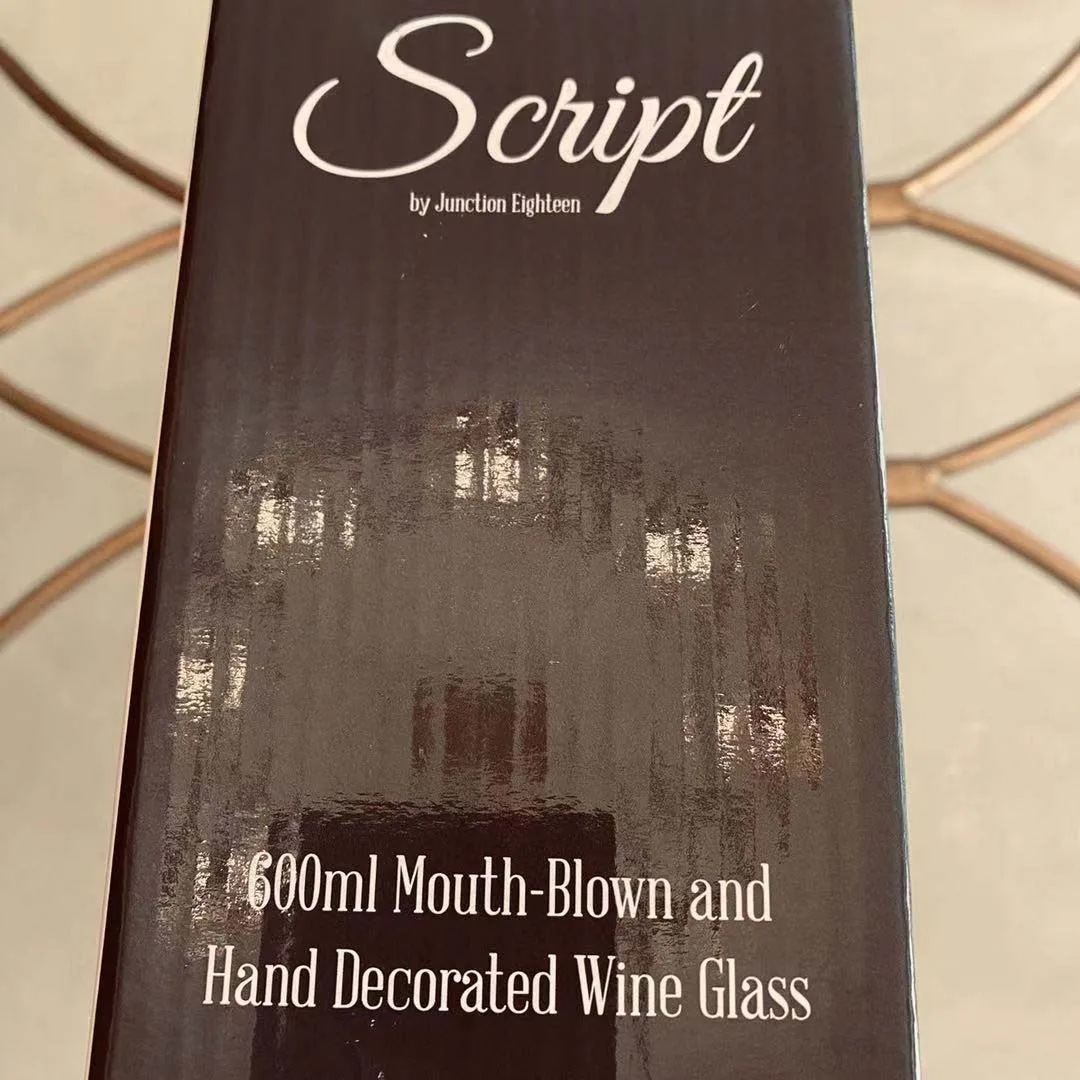 Script
by Junction Eighteen
600ml Mouth-Blown and
Hand Decorated Wine Glass